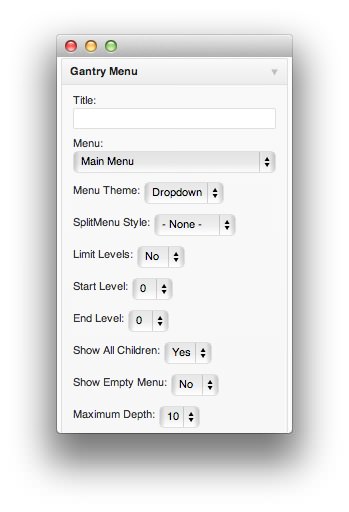 Gantry Menu
Title:
Menu:
Main Menu
Menu Theme: Dropdown
SplitMenu Style: - None -
Limit Levels: No
Start Level: 0
End Level: 0
Show All Children: Yes
Show Empty Menu: No
Maximum Depth: 10